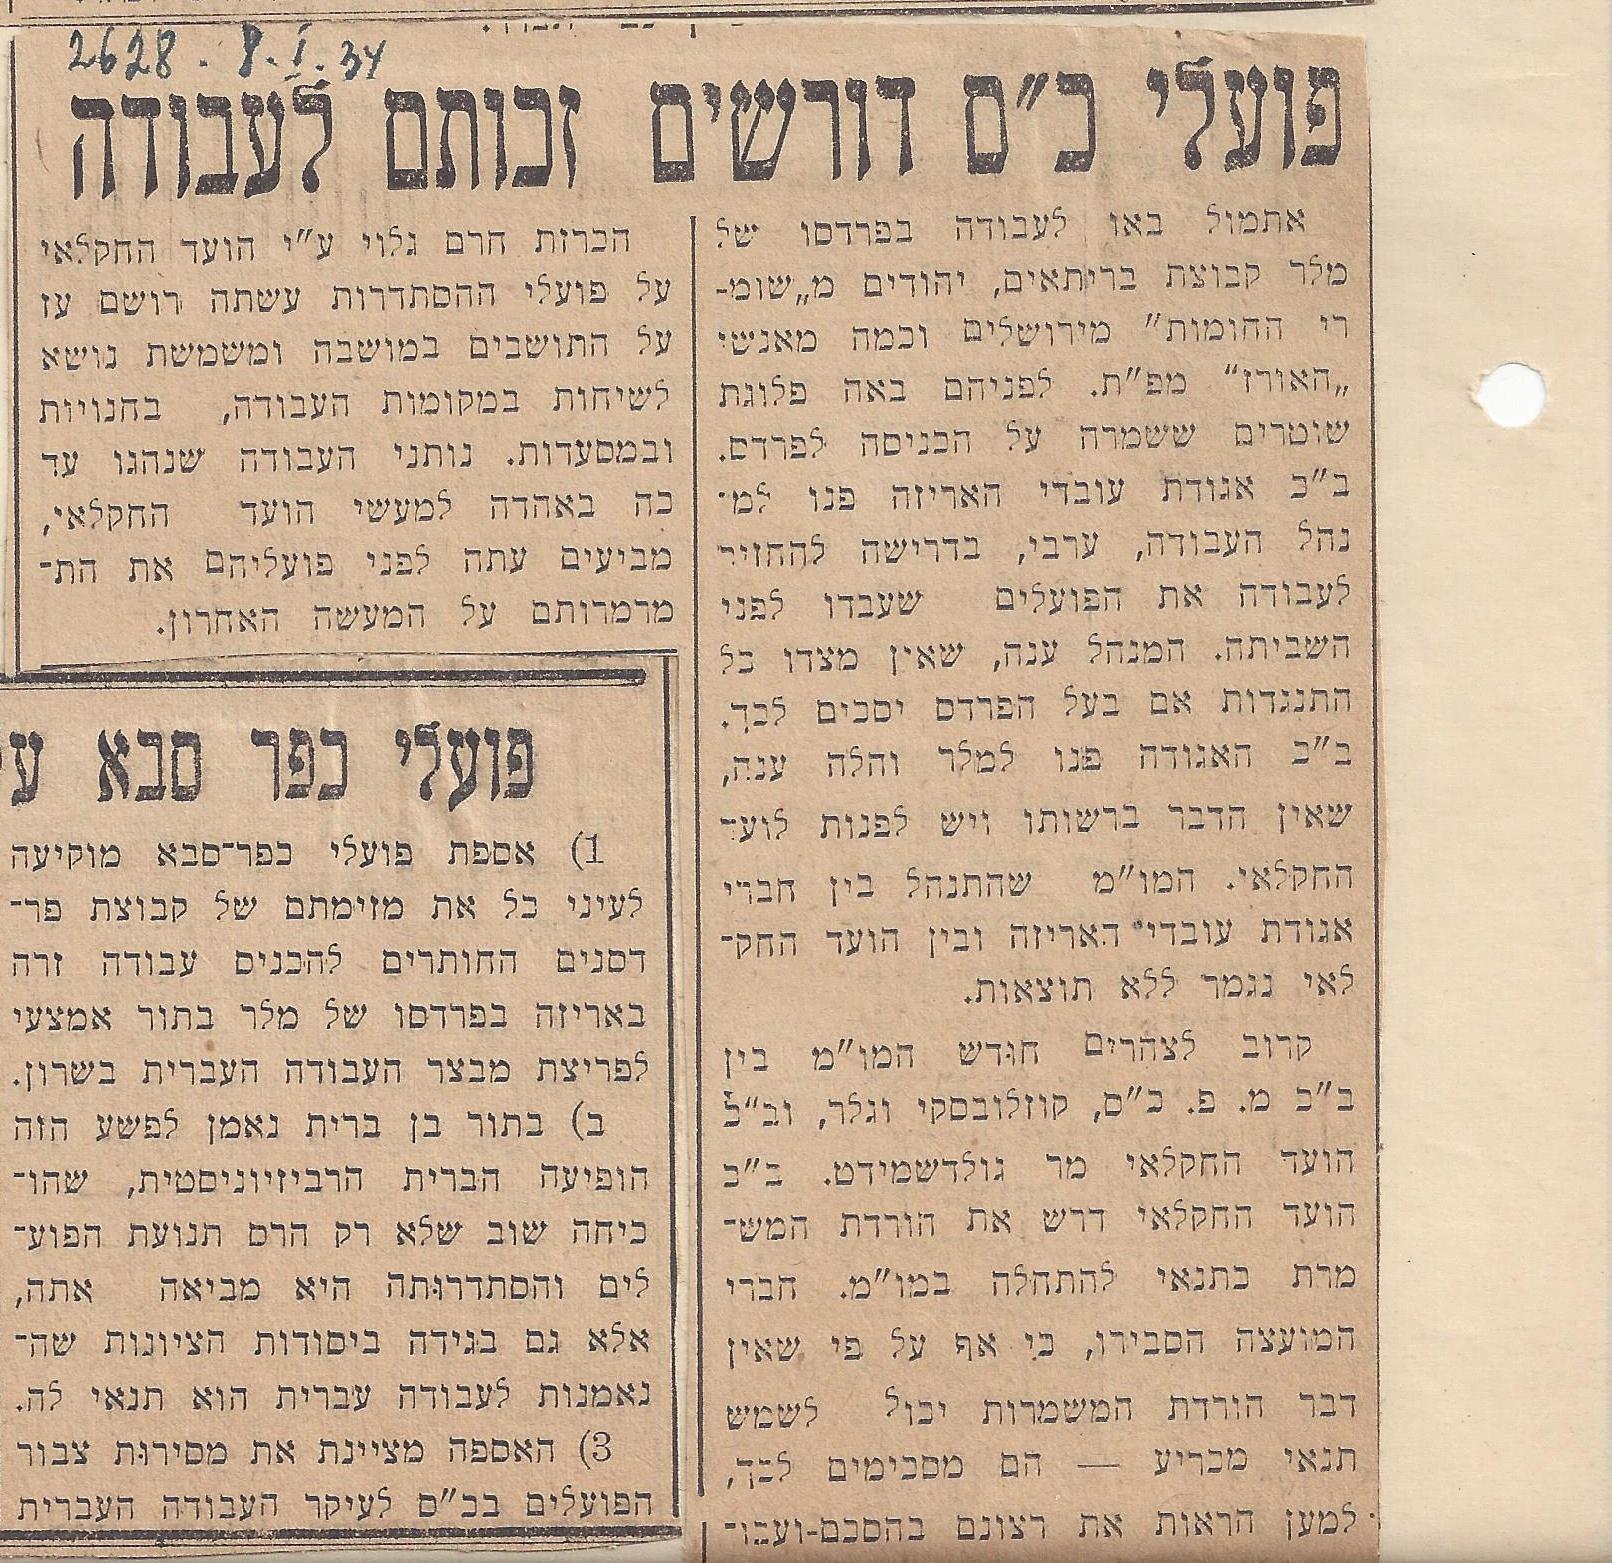 2628. 8.I.34
פועלי כ״ם דורשים זכותם לעבודה
אתמול באו לעבודה בפרדסו של
מלר קבוצת בריתאים, יהודים מ„שומ-
רי החומות״ מירושלים וכמה מאנשי
„האורז״ מפ״ת. לפניהם באה פלוגת
שוטרים ששמרה על הכניסה לפרדס.
ב״כ אגודת עובדי האריזה פנו למ־
נהל העבודה, ערבי, בדרישה להחזיר
לעבודה את הפועלים שעבדו לפני
השביתה. המנהל ענה, שאין מצדו כל
התנגדות אם בעל הפרדס יסכים לכך.
ב״כ האגודה פנו למלר והלה ענה,
שאין הדבר ברשותו ויש לפנות לועד
החקלאי. המו״מ שהתנהל בין חברי
אגודת עובדי האריזה ובין הועד החק־
לאי נגמר ללא תוצאות.
קרוב לצהרים חודש המו״מ בין
ב״כ מ. פ. כ״ס, קוזלובסקי וגלר, וב״כ
הועד החקלאי מר גולדשמידט. ב״כ
הועד החקלאי דרש את הורדת המש־
מרת כתנאי להתחלה במו״מ. חברי
המועצה הסבירו, כי אף על פי שאין
דבר הורדת המשמרות יכול לשמש
תנאי מכריע — הם מסכימים לכך,
למען הראות את רצונם בהסכם-ועבו־
הכרזת חרם גלוי ע״י הועד החקלאי
על פועלי ההסתדרות עשתה רושם עז
על התושבים במושבה ומשמשת נושא
לשיחות במקומות העבודה, בחנויות
ובמסעדות. נותני העבודה שנהגו עד
כה באהדה למעשי הועד החקלאי,
מביעים עתה לפני פועליהם את הת־
מרמרותם על המעשה האחרון.
פועלי כפר סבא
1) אספת פועלי כפר־סבא מוקיעה
לעיני כל את מזימתם של קבוצת פר־
דסנים החותרים להכניס עבודה זרה
באריזה בפרדסו של מלר בתור אמצעי
לפריצת מבצר העבודה העברית בשרון.
ב) בתור בן ברית נאמן לפשע הזה
הופיעה הברית הרביזיוניסטית, שהו־
כיחה שוב שלא רק הרס תנועת הפוע־
לים והסתדרותה היא מביאה אתה,
אלא גם בגידה ביסודות הציונות שה־
נאמנות לעבודה עברית הוא תנאי לה.
3) האספה מציינת את מסירות צבור
הפועלים בכ״ס לעיקר העבודה העברית